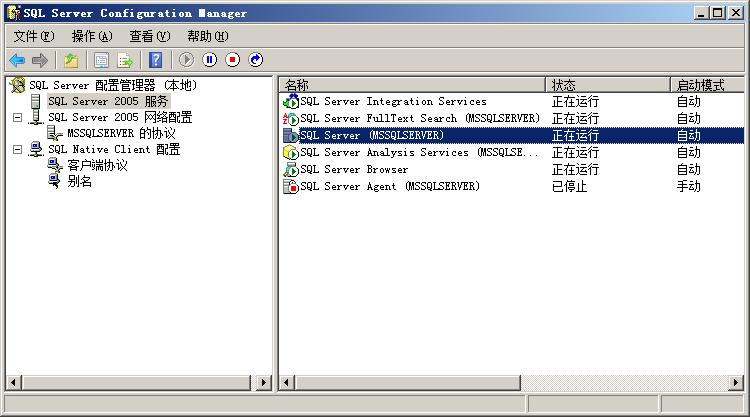 SQL Server Configuration Manager
文件(F) 操作(A) 查看(V) 帮助(H)
SQL Server 配置管理器 (本地)
SQL Server 2005 服务
SQL Server 2005 网络配置
MSSQLSERVER 的协议
SQL Native Client 配置
客户端协议
别名
名称 状态 启动模式
SQL Server Integration Services 正在运行 自动
SQL Server FullText Search (MSSQLSERVER) 正在运行 自动
SQL Server (MSSQLSERVER) 正在运行 自动
SQL Server Analysis Services (MSSQLSE... 正在运行 自动
SQL Server Browser 正在运行 自动
SQL Server Agent (MSSQLSERVER) 已停止 手动